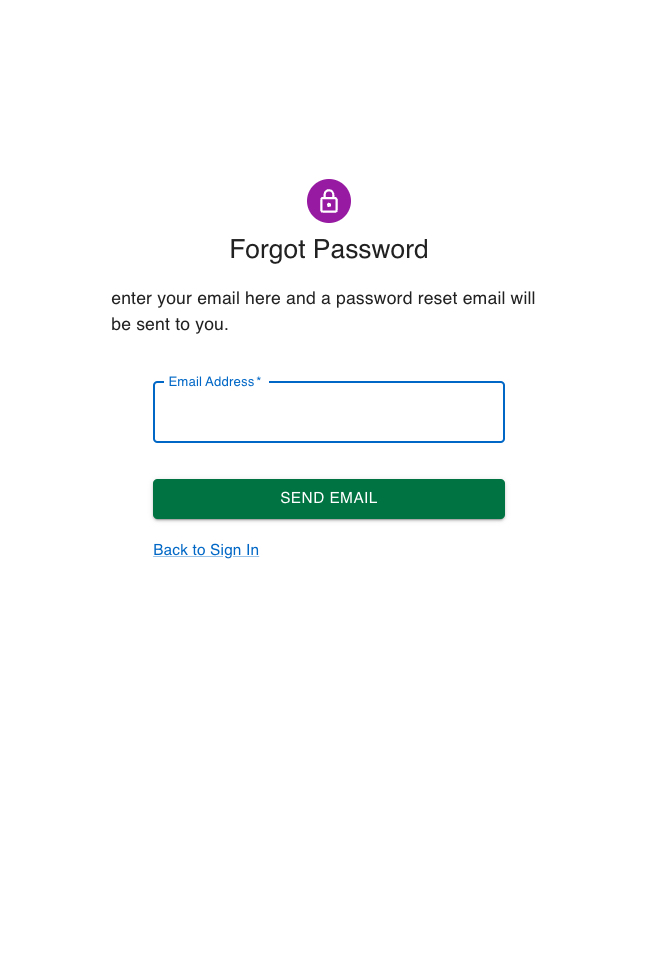 Forgot Password
enter your email here and a password reset email will
be sent to you.
Email Address *
SEND EMAIL
Back to Sign In